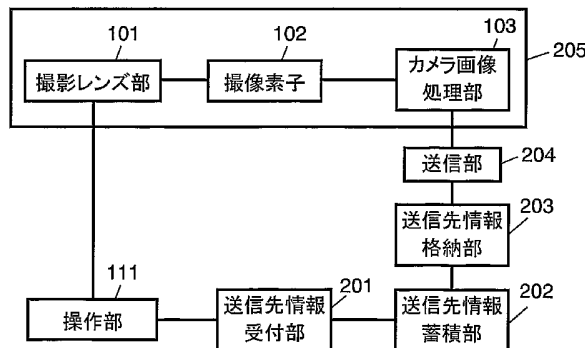 101
102
103
205
撮影レンズ部
撮像素子
カメラ画像
処理部
送信部
204
送信先情報
格納部
203
111
操作部
201
送信先情報
受付部
送信先情報
蓄積部
202